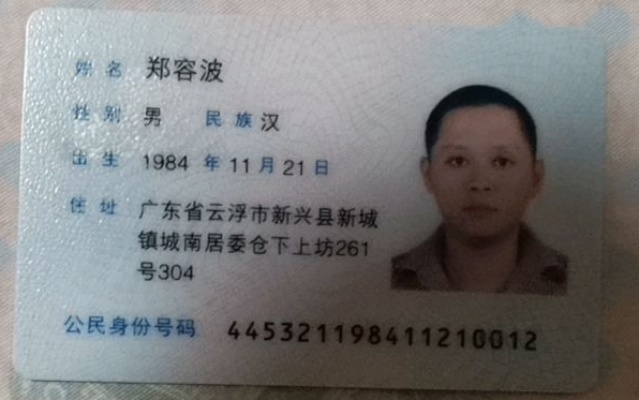 姓名 郑容波
性别 男 民族 汉
出生 1984 年 11 月 21 日
住址 广东省云浮市新兴县新城
镇城南居委仓下上坊261
号304
公民身份号码 445321198411210012